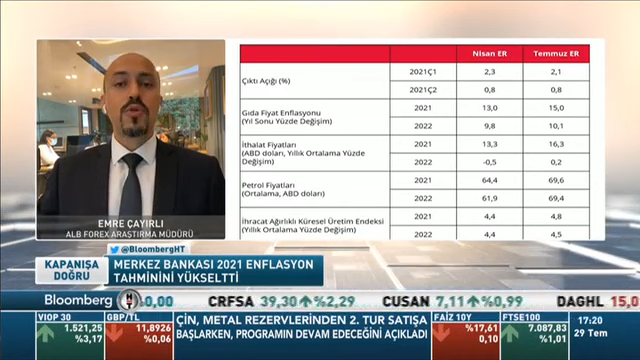 Nisan ER Temmuz ER
Çıktı Açığı (%) 2021Ç1 2,3 2,1
2021Ç2 0,8 0,8
Gıda Fiyat Enflasyonu
(Yıl Sonu Yüzde Değişim)
2021 13,0 15,0
2022 9,8 10,1
İthalat Fiyatları
(ABD doları, Yıllık Ortalama Yüzde
Değişim)
2021 13,3 16,3
2022 -0,5 0,2
Petrol Fiyatları
(Ortalama, ABD doları)
2021 64,4 69,6
2022 61,9 69,4
İhracat Ağırlıklı Küresel Üretim Endeksi
(Yıllık Ortalama Yüzde Değişim)
2021 4,4 4,8
2022 4,4 4,5
EMRE ÇAYIRLI
ALB FOREX ARAŞTIRMA MÜDÜRÜ
@BloombergHT
KAPANIŞA
DOĞRU
MERKEZ BANKASI 2021 ENFLASYON
TAHMİNİNİ YÜKSELTTİ
Bloomberg HT 0,00 CRFSA 39,30 %2,29 CUSAN 7,11 %0,99 DAGHL 15,0
VIOP 30
1.521,25
%3,17
GBP/TL
11,8926
%0,06
ÇİN, METAL REZERVLERİNDEN 2. TUR SATIŞA
BAŞLARKEN, PROGRAMIN DEVAM EDECEĞİNİ AÇIKLADI
FAİZ 10Y
%17,61
0,10
FTSE100
7.087,83
%1,01
17:20
29 Tem